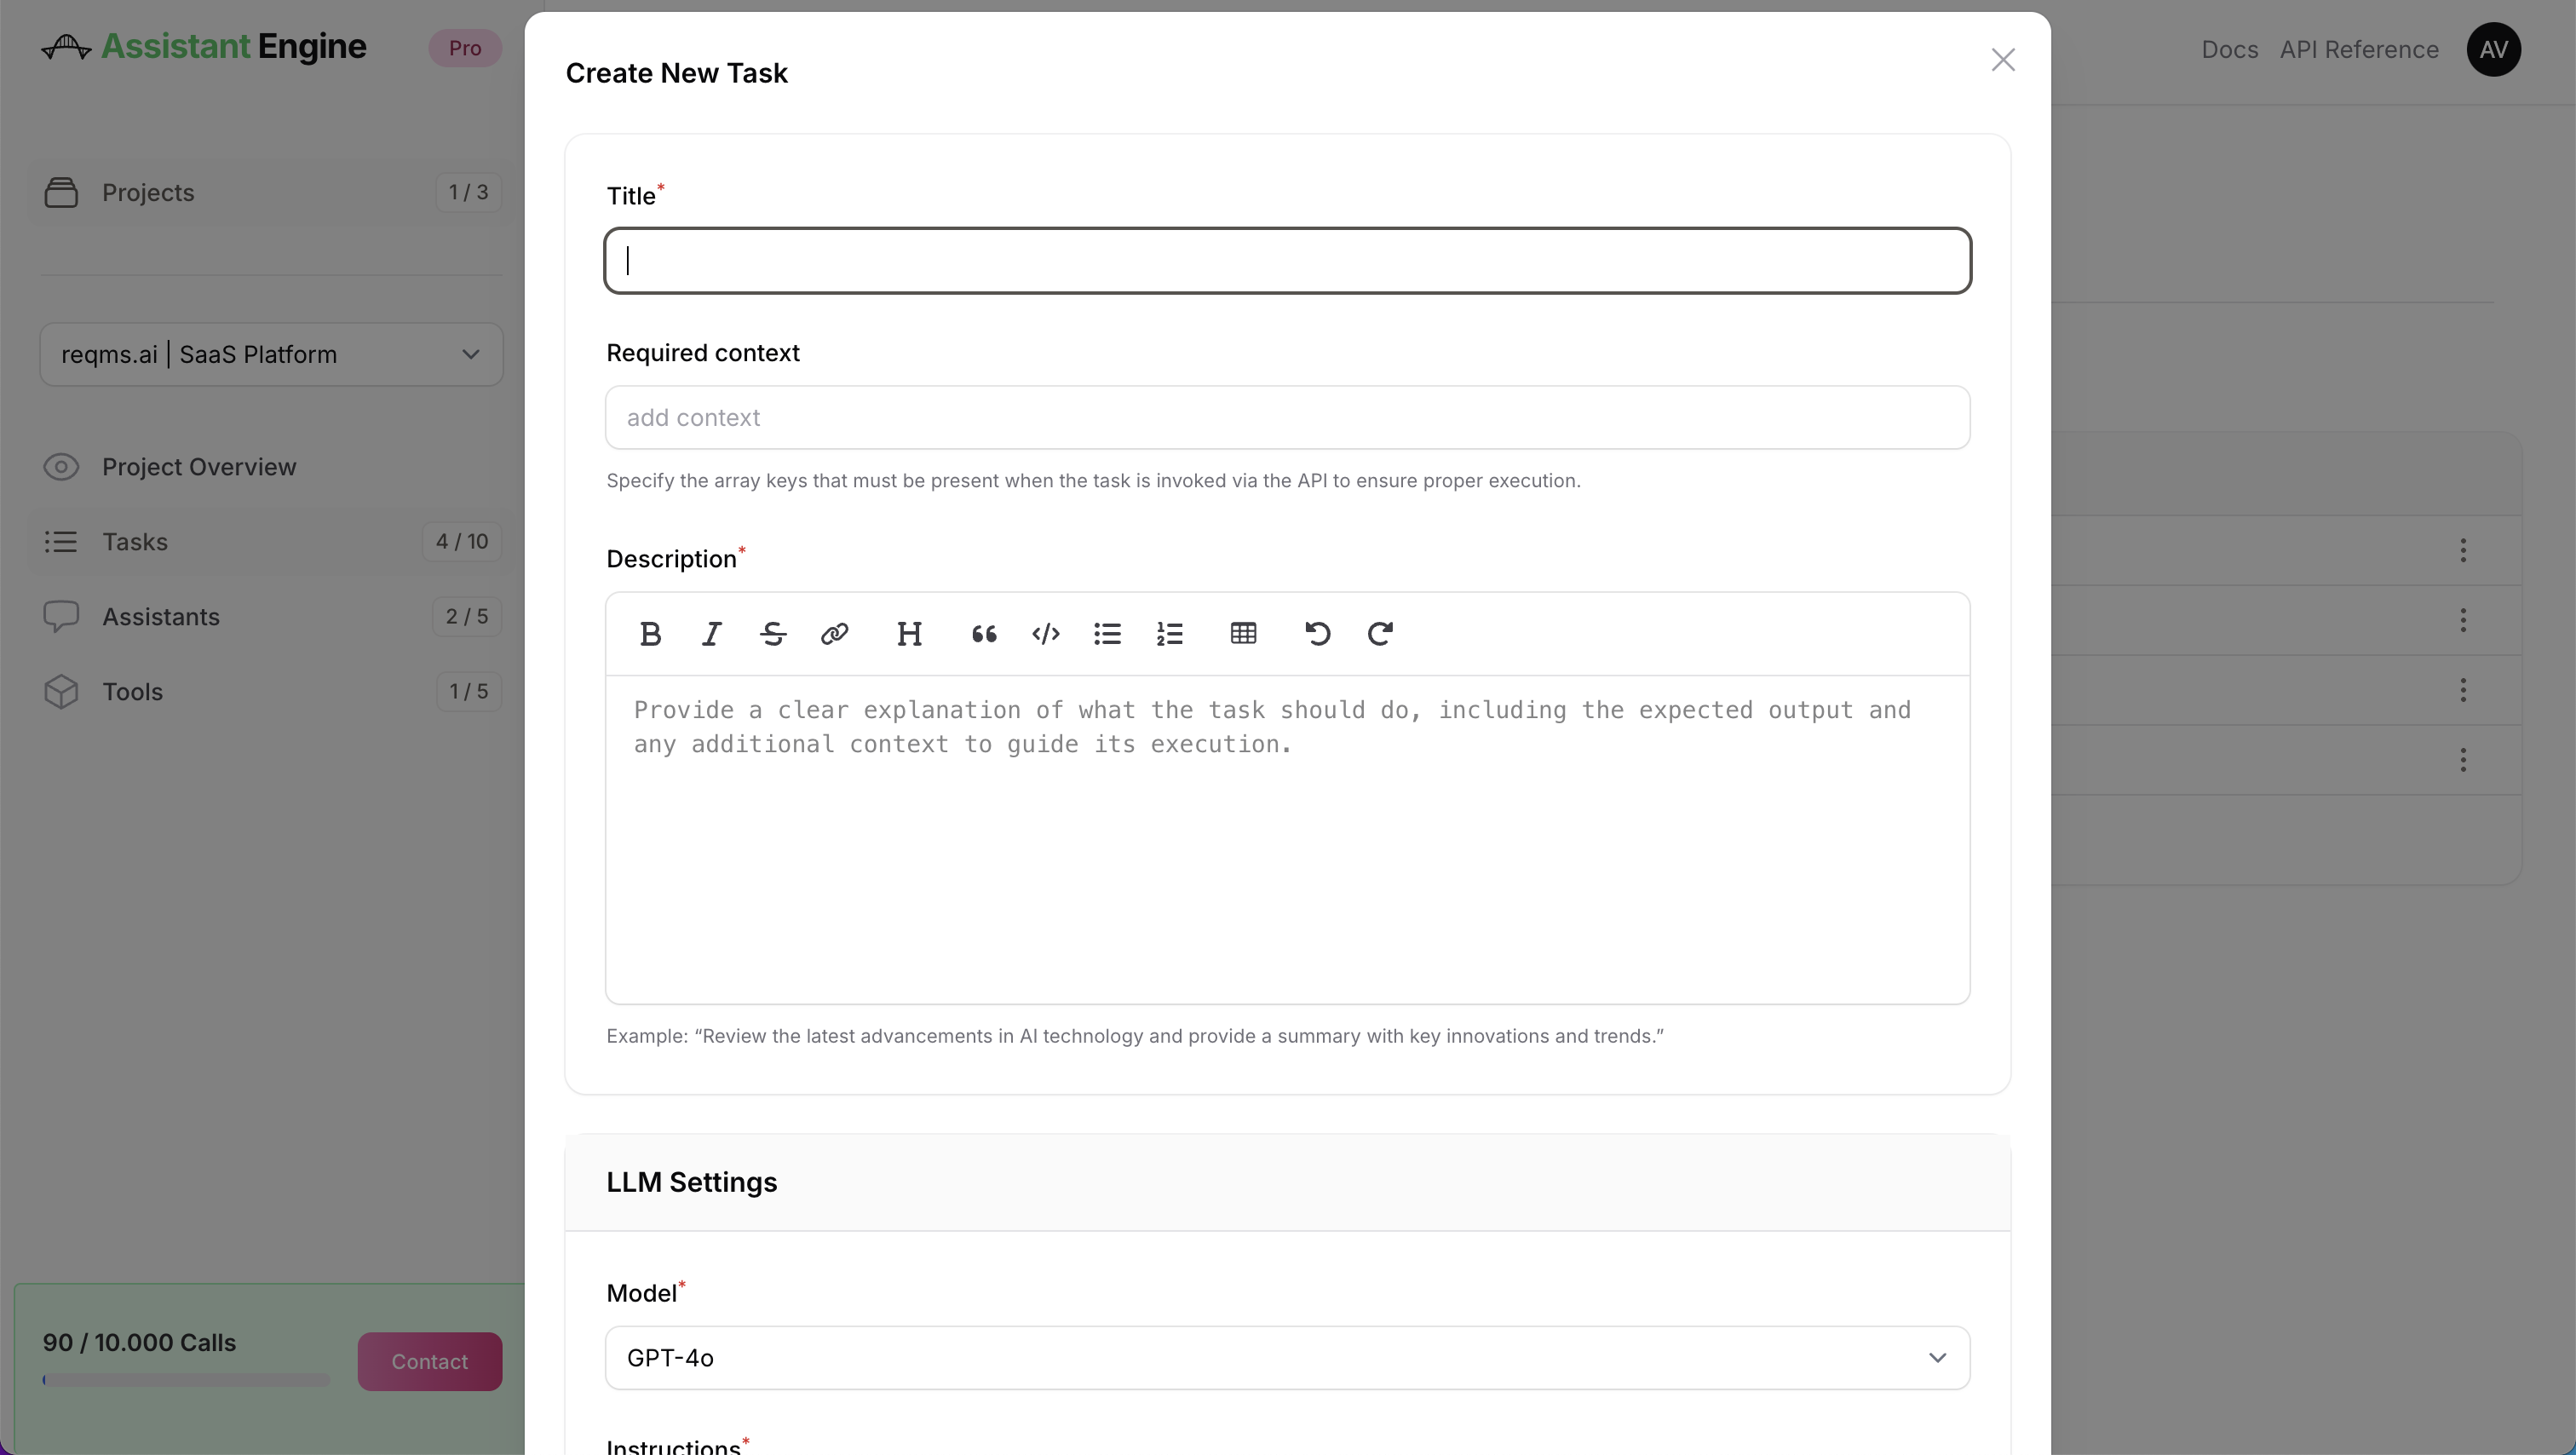 Assistant Engine
Pro
Docs
API Reference
AV
Projects
1 / 3
reqms.ai | SaaS Platform
Project Overview
Tasks
4 / 10
Assistants
2 / 5
Tools
1 / 5
90 / 10.000 Calls
Contact
Create New Task
Title*
Required context
add context
Specify the array keys that must be present when the task is invoked via the API to ensure proper execution.
Description*
B I S H
Provide a clear explanation of what the task should do, including the expected output and
any additional context to guide its execution.
Example: “Review the latest advancements in AI technology and provide a summary with key innovations and trends.”
LLM Settings
Model*
GPT-4o
Instructions*